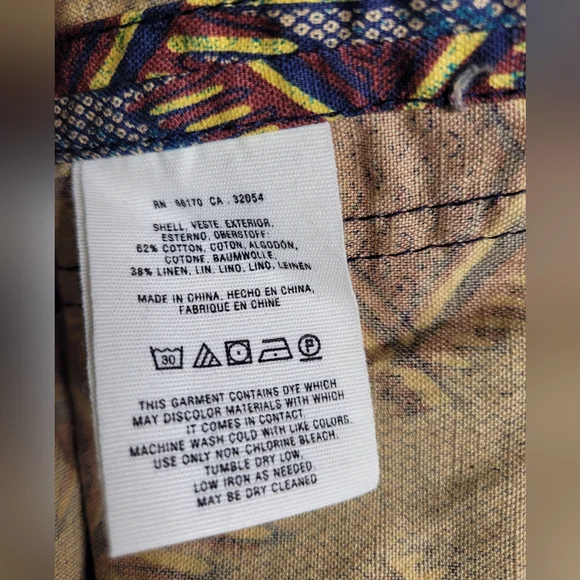 RN 66170 CA 32054
SHELL, VESTE, EXTERIOR,
ESTERNO, OBERSTOFF:
62% COTTON, COTON, ALGODÓN,
COTONE, BAUMWOLLE,
38% LINEN, LIN, LINO, LINO, LEINEN
MADE IN CHINA, HECHO EN CHINA,
FABRIQUÉ EN CHINE
30 P
THIS GARMENT CONTAINS DYE WHICH
MAY DISCOLOR MATERIALS WITH WHICH
IT COMES IN CONTACT.
MACHINE WASH COLD WITH LIKE COLORS.
USE ONLY NON CHLORINE BLEACH.
TUMBLE DRY LOW,
LOW IRON AS NEEDED.
MAY BE DRY CLEANED